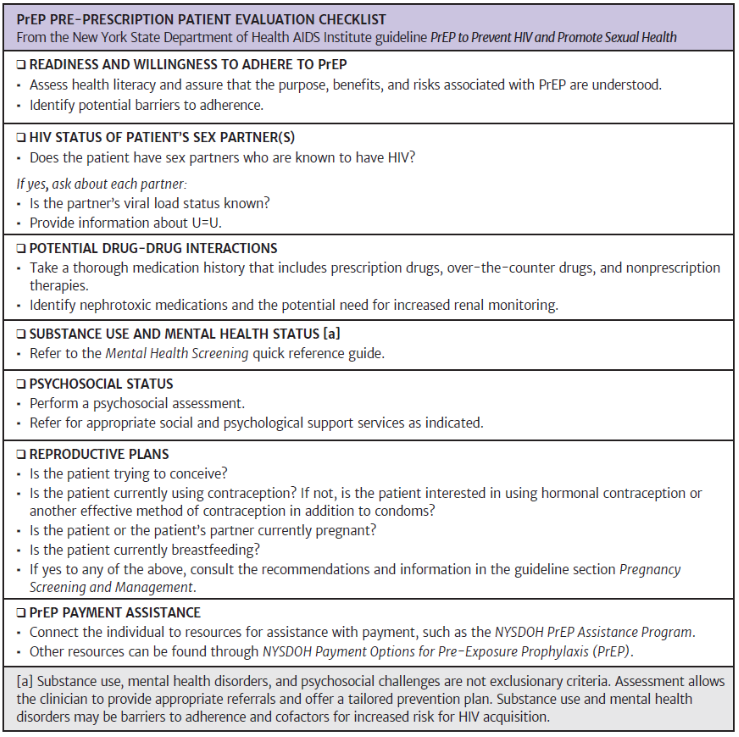 PrEP PRE-PRESCRIPTION PATIENT EVALUATION CHECKLIST
From the New York State Department of Health AIDS Institute guideline PrEP to Prevent HIV and Promote Sexual Health
❑ READINESS AND WILLINGNESS TO ADHERE TO PrEP
• Assess health literacy and assure that the purpose, benefits, and risks associated with PrEP are understood.
• Identify potential barriers to adherence.
❑ HIV STATUS OF PATIENT'S SEX PARTNER(S)
• Does the patient have sex partners who are known to have HIV?
If yes, ask about each partner:
• Is the partner's viral load status known?
• Provide information about U=U.
❑ POTENTIAL DRUG-DRUG INTERACTIONS
• Take a thorough medication history that includes prescription drugs, over-the-counter drugs, and nonprescription
therapies.
• Identify nephrotoxic medications and the potential need for increased renal monitoring.
❑ SUBSTANCE USE AND MENTAL HEALTH STATUS [a]
• Refer to the Mental Health Screening quick reference guide.
❑ PSYCHOSOCIAL STATUS
• Perform a psychosocial assessment.
• Refer for appropriate social and psychological support services as indicated.
❑ REPRODUCTIVE PLANS
• Is the patient trying to conceive?
• Is the patient currently using contraception? If not, is the patient interested in using hormonal contraception or
another effective method of contraception in addition to condoms?
• Is the patient or the patient's partner currently pregnant?
• Is the patient currently breastfeeding?
• If yes to any of the above, consult the recommendations and information in the guideline section Pregnancy
Screening and Management.
❑ PrEP PAYMENT ASSISTANCE
• Connect the individual to resources for assistance with payment, such as the NYSDOH PrEP Assistance Program.
• Other resources can be found through NYSDOH Payment Options for Pre-Exposure Prophylaxis (PrEP).
[a] Substance use, mental health disorders, and psychosocial challenges are not exclusionary criteria. Assessment allows
the clinician to provide appropriate referrals and offer a tailored prevention plan. Substance use and mental health
disorders may be barriers to adherence and cofactors for increased risk for HIV acquisition.